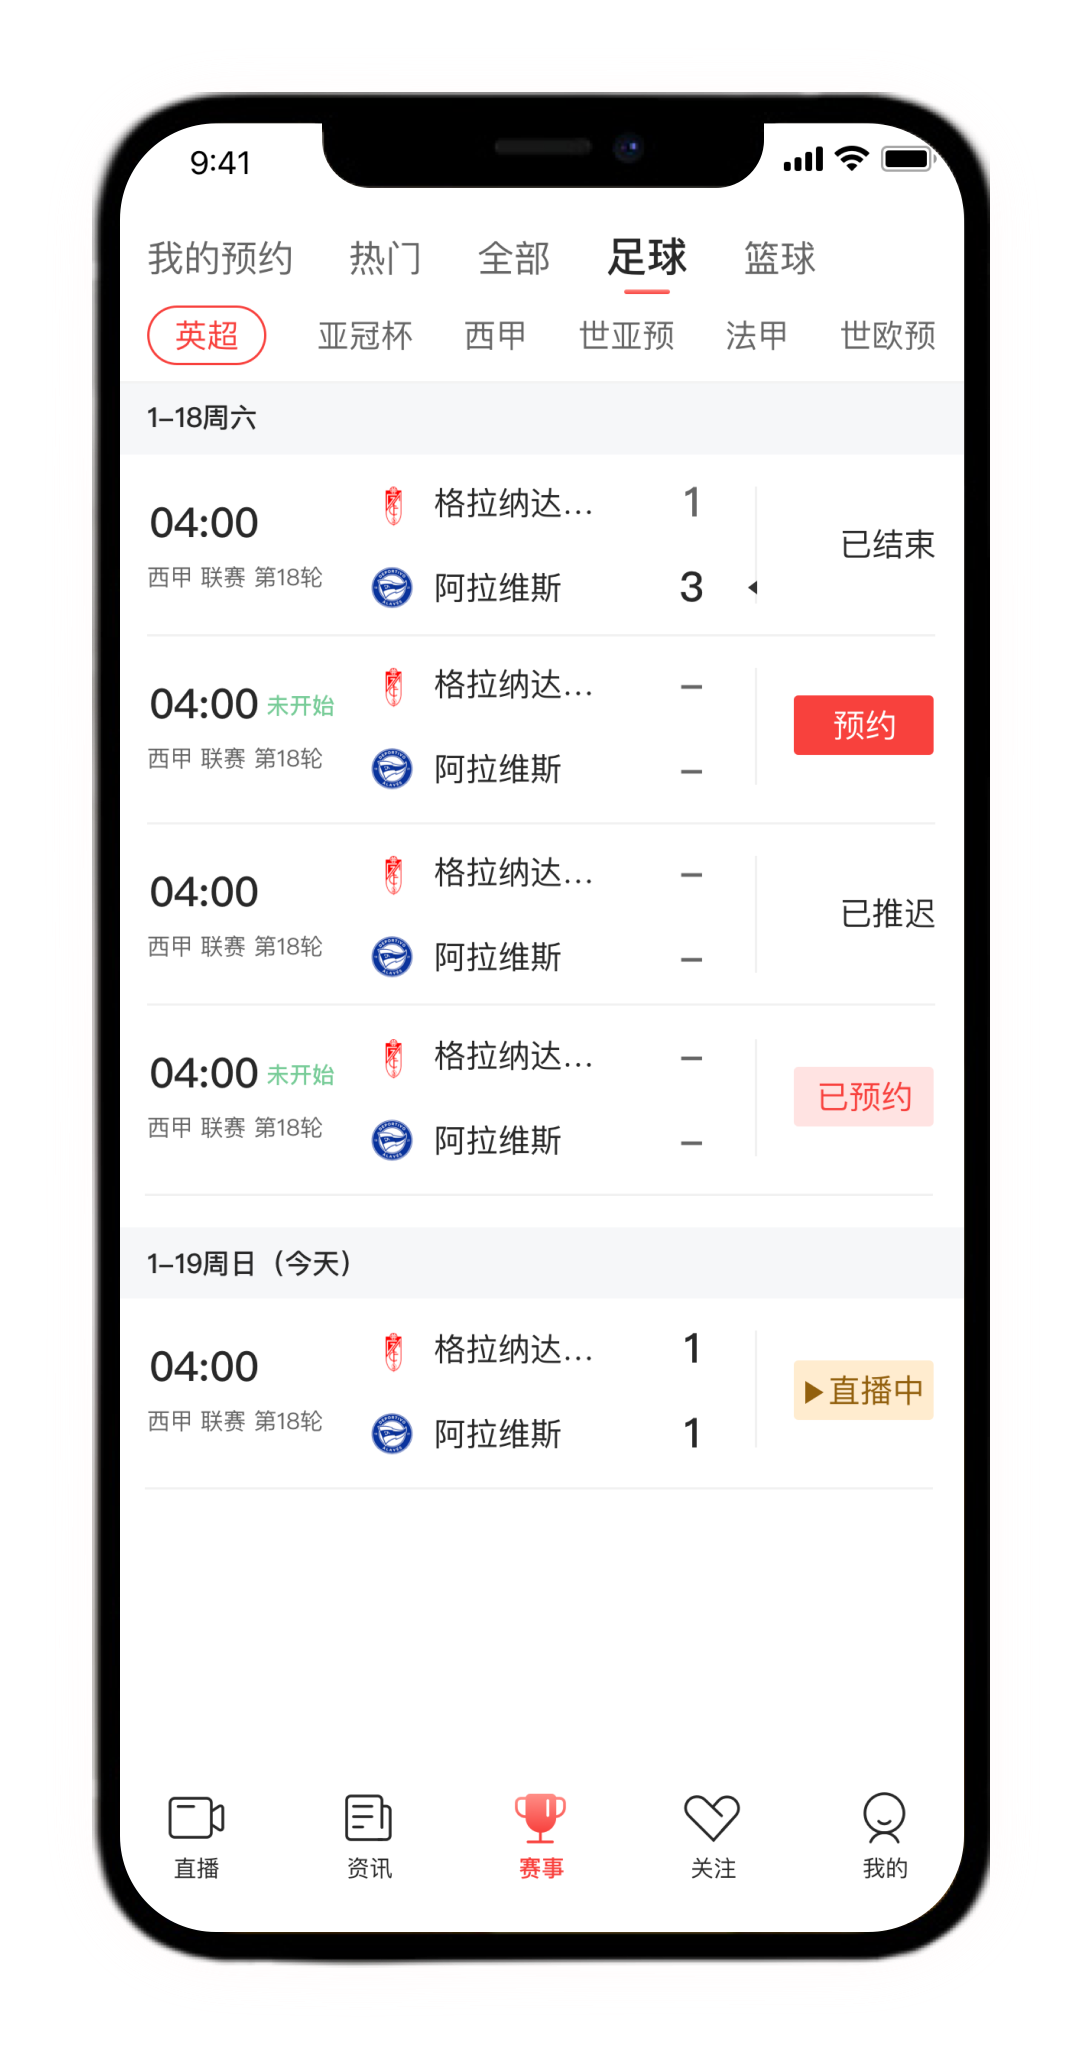 9:41
我的预约 热门 全部 足球 篮球
英超 亚冠杯 西甲 世亚预 法甲 世欧预
1-18周六
格拉纳达... 1
04:00 已结束
西甲 联赛 第18轮
阿拉维斯 3
格拉纳达... –
04:00 未开始 预约
西甲 联赛 第18轮
阿拉维斯 –
格拉纳达... –
04:00 已推迟
西甲 联赛 第18轮
阿拉维斯 –
格拉纳达... –
04:00 未开始 已预约
西甲 联赛 第18轮
阿拉维斯 –
1-19周日（今天）
格拉纳达... 1
04:00 直播中
西甲 联赛 第18轮
阿拉维斯 1
直播 资讯 赛事 关注 我的